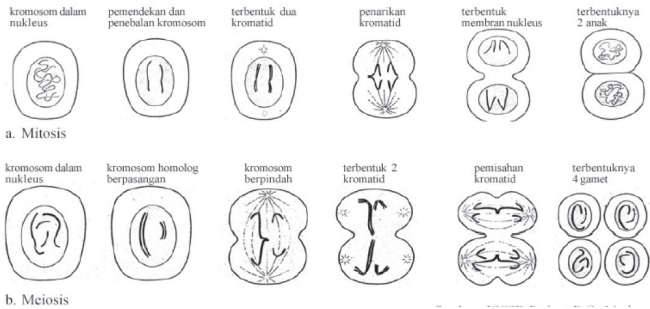 kromosom dalam
nukleus
pemendekan dan
penebalan kromosom
terbentuk dua
kromatid
penarikan
kromatid
terbentuk
membran nukleus
terbentuknya
2 anak
a. Mitosis
kromosom dalam
nukleus
kromosom homolog
berpasangan
kromosom
berpindah
terbentuk 2
kromatid
pemisahan
kromatid
terbentuknya
4 gamet
b. Meiosis